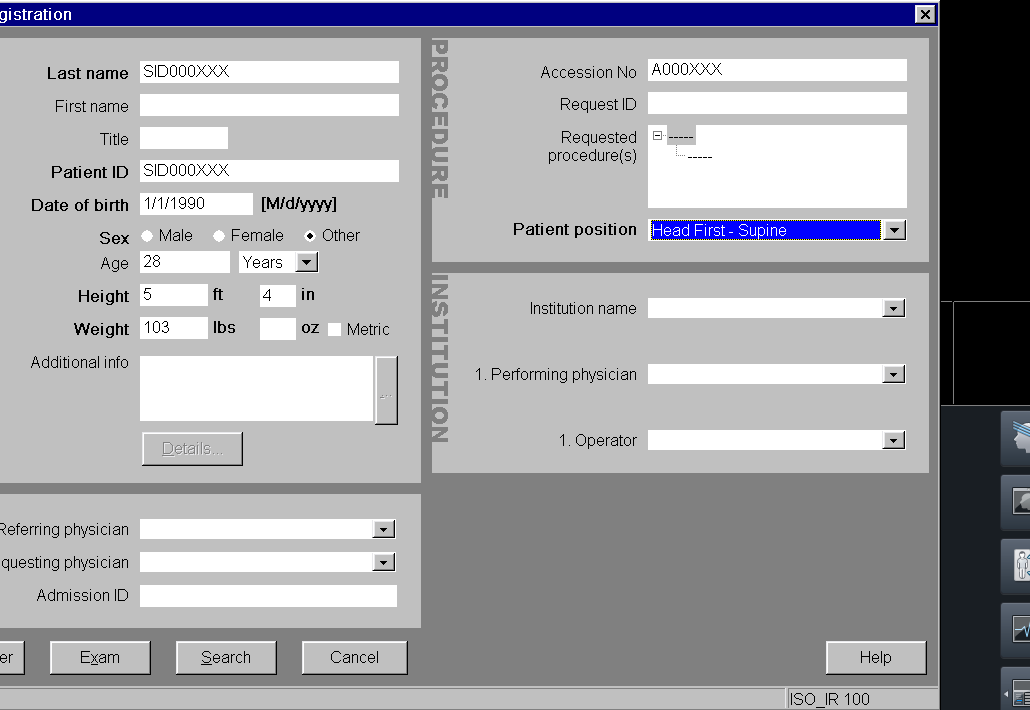 gistration
Last name SID000XXX
First name
Title
Patient ID SID000XXX
Date of birth 1/1/1990 [M/d/yyyy]
Sex Male Female Other
Age 28 Years
Height 5 ft 4 in
Weight 103 lbs oz Metric
Additional info
...
Details...
Referring physician
questing physician
Admission ID
PROCEDURE
Accession No A000XXX
Request ID
Requested
procedure(s)
-----
-----
Patient position Head First - Supine
INSTITUTION
Institution name
1. Performing physician
1. Operator
er Exam Search Cancel Help
ISO_IR 100